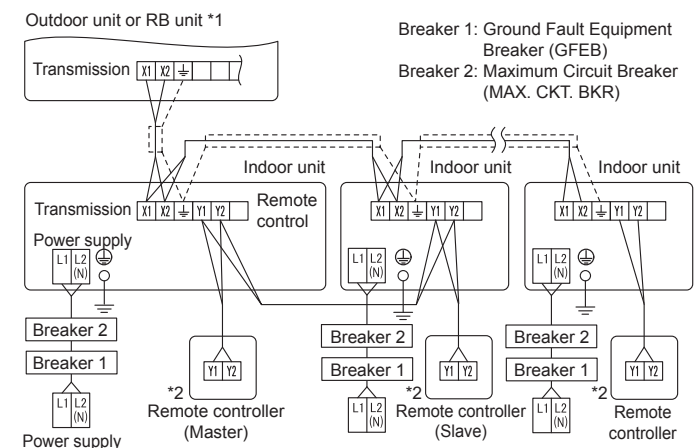 Outdoor unit or RB unit *1
Breaker 1: Ground Fault Equipment
Breaker (GFEB)
Breaker 2: Maximum Circuit Breaker
(MAX. CKT. BKR)
Transmission X1 X2
Indoor unit Indoor unit Indoor unit
Transmission X1 X2 Y1 Y2 Remote
control
X1 X2 Y1 Y2
X1 X2 Y1 Y2
Power supply
L1 L2
(N)
L1 L2
(N)
L1 L2
(N)
Breaker 2 Breaker 2 Breaker 2
Breaker 1 Breaker 1 Breaker 1
Y1 Y2 Y1 Y2 Y1 Y2
*2 *2 *2
L1 L2
(N)
Power supply
Remote controller
(Master)
L1 L2
(N)
Remote controller
(Slave)
L1 L2
(N)
Remote
controller